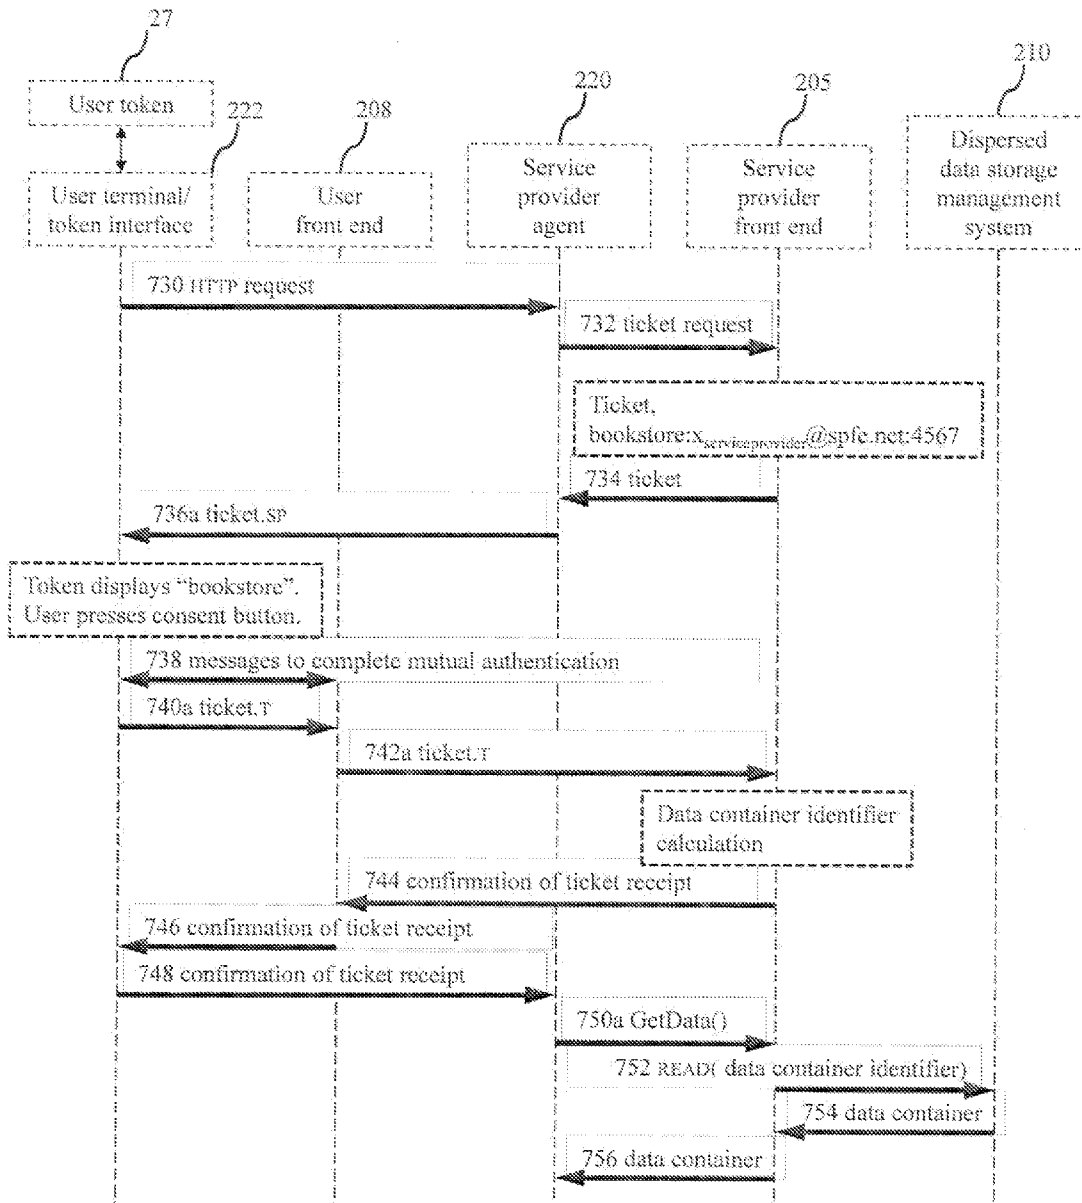 27
210
User token
222
208
220
205
User terminal/
token interface
User
front end
Service
provider
agent
Service
provider
front end
Dispersed
data storage
management
system
730 HTTP request
732 ticket request
Ticket,
bookstore:xserviceprovider@spfe.net:4567
734 ticket
736a ticket.SP
Token displays “bookstore”.
User presses consent button.
738 messages to complete mutual authentication
740a ticket.T
742a ticket.T
Data container identifier
calculation
744 confirmation of ticket receipt
746 confirmation of ticket receipt
748 confirmation of ticket receipt
750a GetData()
752 READ( data container identifier)
754 data container
756 data container